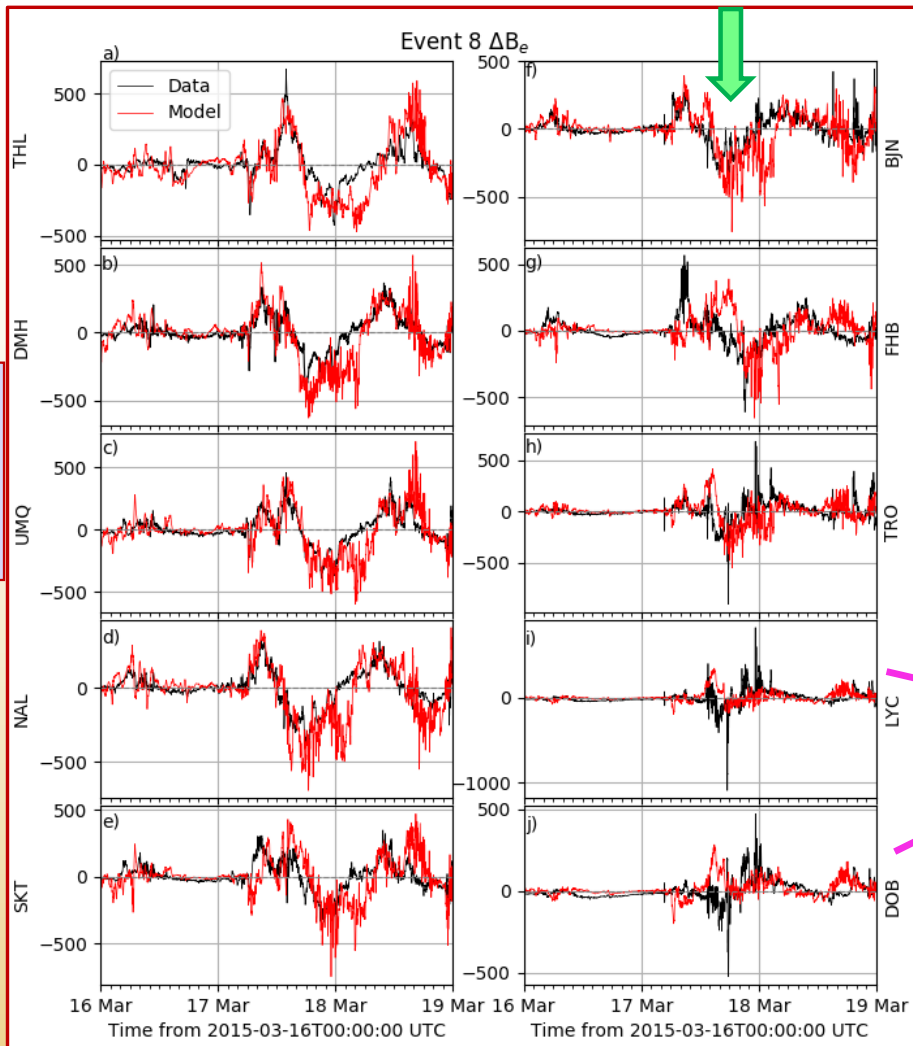 Event 8 ΔBₑ
a)
Data
Model
500
0
−500
THL
b)
500
0
−500
DMH
c)
500
0
−500
UMQ
d)
500
0
−500
NAL
e)
500
0
−500
SKT
16 Mar
17 Mar
18 Mar
19 Mar
Time from 2015-03-16T00:00:00 UTC
f)
500
0
−500
BJN
g)
500
0
−500
FHB
h)
500
0
−500
TRO
i)
0
−1000
LYC
j)
500
0
−500
DOB
16 Mar
17 Mar
18 Mar
19 Mar
Time from 2015-03-16T00:00:00 UTC